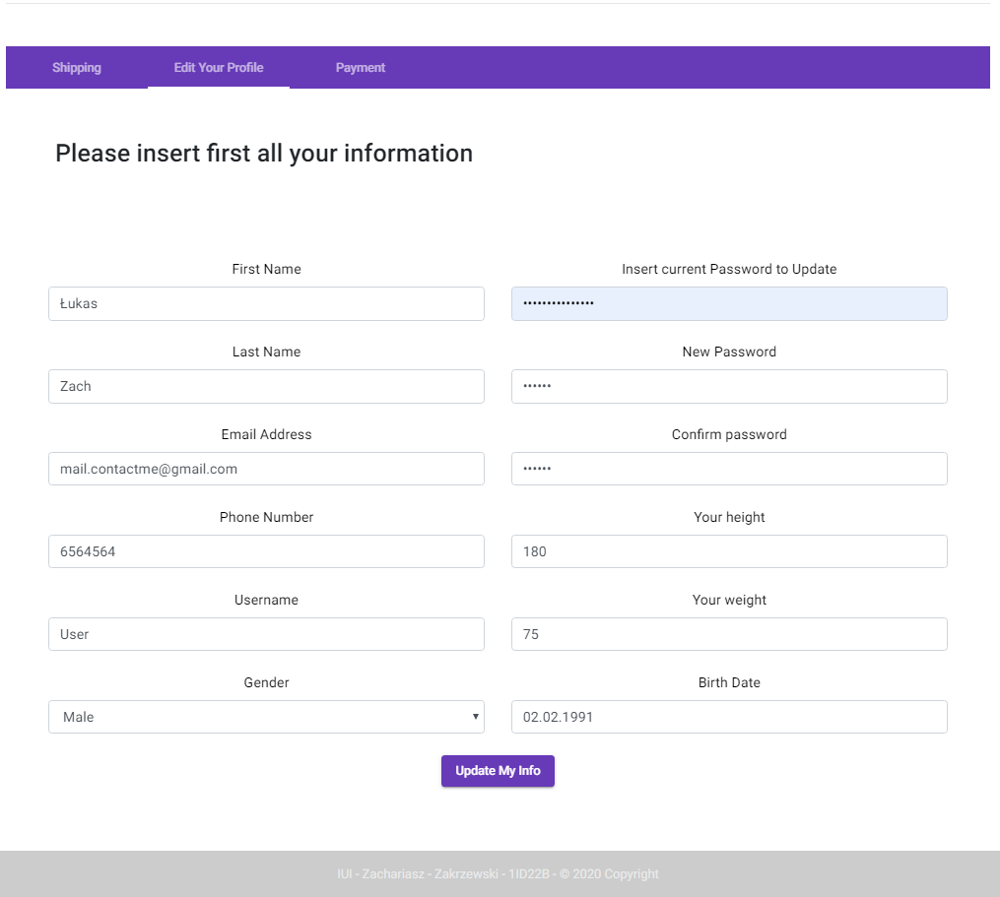 Shipping Edit Your Profile Payment
Please insert first all your information
First Name Insert current Password to Update
Łukas •••••••••••••••
Last Name New Password
Zach ••••••
Email Address Confirm password
mail.contactme@gmail.com ••••••
Phone Number Your height
6564564 180
Username Your weight
User 75
Gender Birth Date
Male 02.02.1991
Update My Info
IUI - Zachariasz - Zakrzewski - 1ID22B - © 2020 Copyright